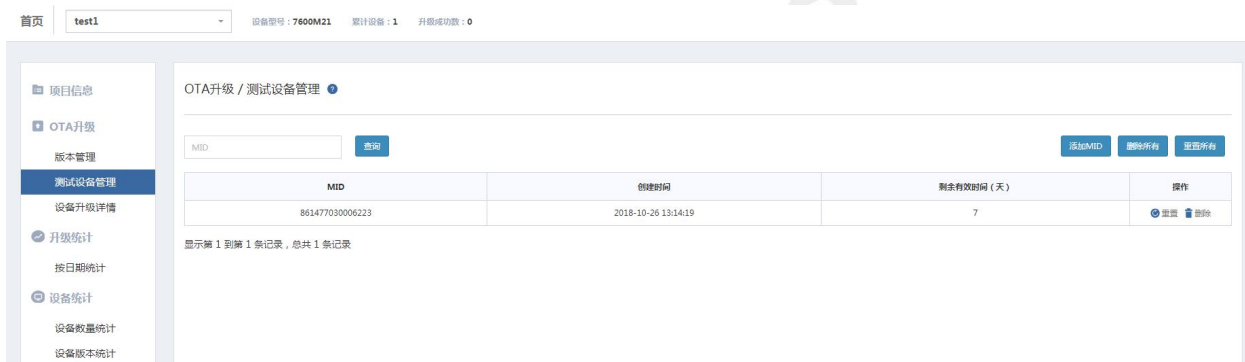 首页 test1 设备型号：7600M21 累计设备：1 升级成功数：0
项目信息
OTA升级
版本管理
测试设备管理
设备升级详情
升级统计
按日期统计
设备统计
设备数量统计
设备版本统计
OTA升级 / 测试设备管理
MID 查询 添加MID 删除所有 重置所有
MID 创建时间 剩余有效时间（天） 操作
861477030006223 2018-10-26 13:14:19 7 重置 删除
显示第 1 到第 1 条记录，总共 1 条记录